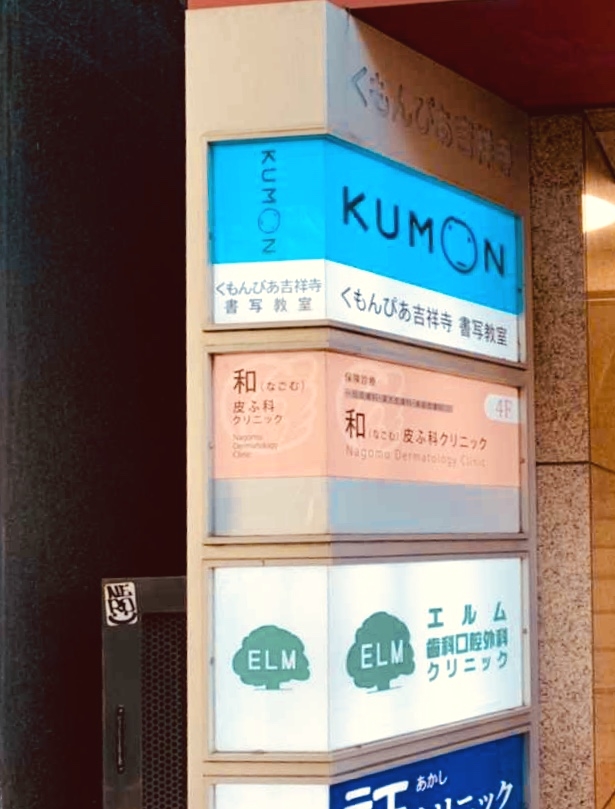 くもんぴあ吉祥寺
KUMON
くもんぴあ吉祥寺
書写教室
KUMON
くもんぴあ吉祥寺 書写教室
和(なごむ)
皮ふ科
クリニック
Nagomu
Dermatology
Clinic
保険診療
4F
和(なごむ)皮ふ科クリニック
Nagomu Dermatology Clinic
ELM
ELM
エルム
歯科口腔外科
クリニック
あかし
クリニック